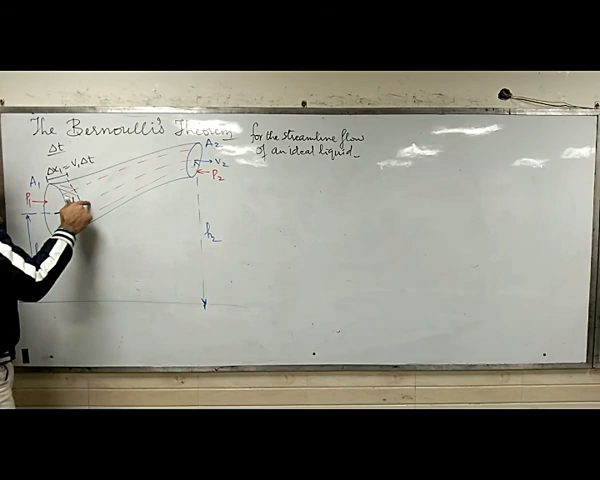 The Bernoulli's Theorem for the streamline flow
of an ideal liquid
Δt
Δx₁ = V₁Δt
A₁
A₂
V₂
P₁
P₂
h₂